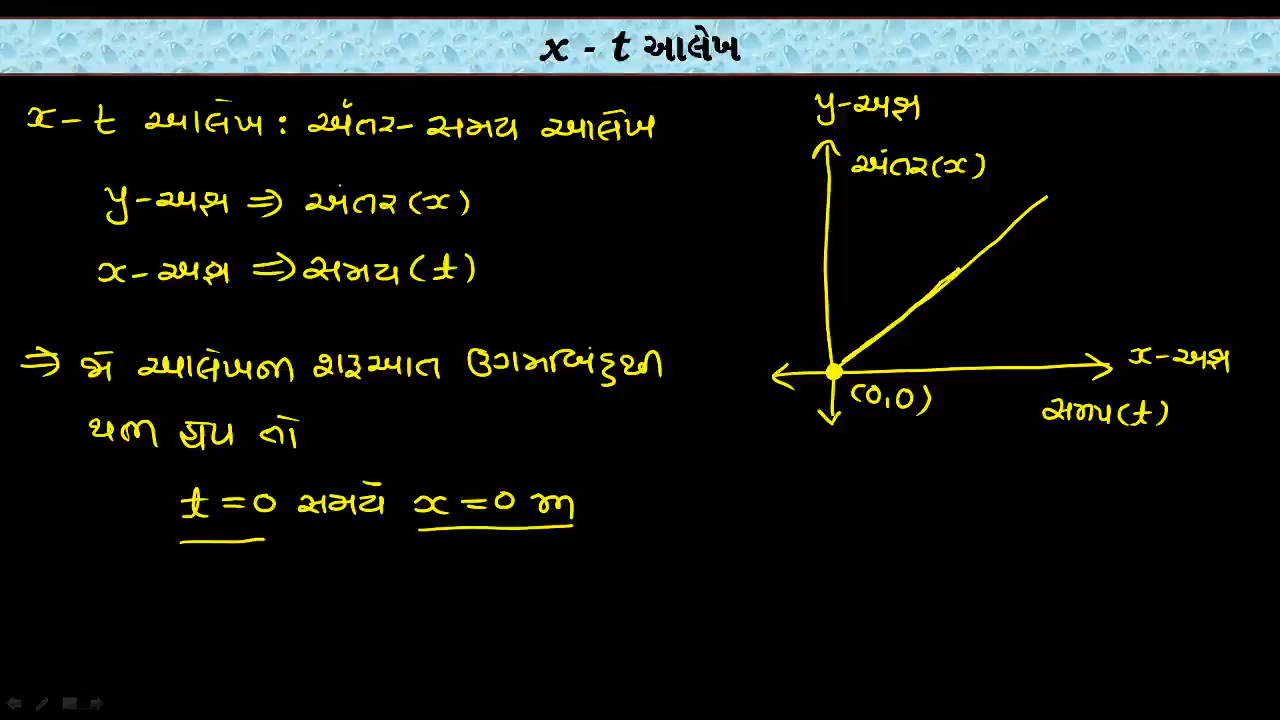 x - t આલેખ
x-t આલેખ : અંતર-સમય આલેખ
y-અક્ષ ⇒ અંતર(x)
x-અક્ષ ⇒ સમય(t)
⇒ જો આલેખની શરૂઆત ઉગમબિંદુથી
થતી હોય તો
t=0 સમયે x=0 m
y-અક્ષ
અંતર(x)
x-અક્ષ
(0,0)
સમય(t)